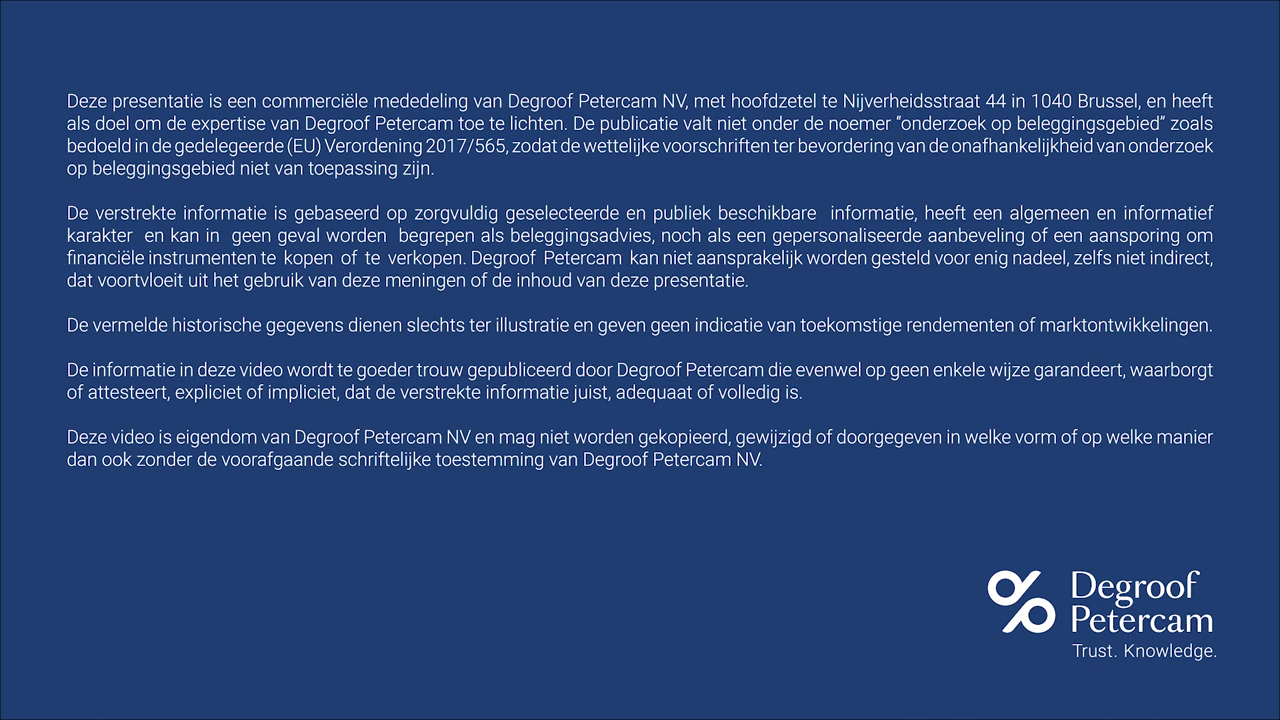 Deze presentatie is een commerciële mededeling van Degroof Petercam NV, met hoofdzetel te Nijverheidsstraat 44 in 1040 Brussel, en heeft
als doel om de expertise van Degroof Petercam toe te lichten. De publicatie valt niet onder de noemer “onderzoek op beleggingsgebied” zoals
bedoeld in de gedelegeerde (EU) Verordening 2017/565, zodat de wettelijke voorschriften ter bevordering van de onafhankelijkheid van onderzoek
op beleggingsgebied niet van toepassing zijn.
De verstrekte informatie is gebaseerd op zorgvuldig geselecteerde en publiek beschikbare informatie, heeft een algemeen en informatief
karakter en kan in geen geval worden begrepen als beleggingsadvies, noch als een gepersonaliseerde aanbeveling of een aansporing om
financiële instrumenten te kopen of te verkopen. Degroof Petercam kan niet aansprakelijk worden gesteld voor enig nadeel, zelfs niet indirect,
dat voortvloeit uit het gebruik van deze meningen of de inhoud van deze presentatie.
De vermelde historische gegevens dienen slechts ter illustratie en geven geen indicatie van toekomstige rendementen of marktontwikkelingen.
De informatie in deze video wordt te goeder trouw gepubliceerd door Degroof Petercam die evenwel op geen enkele wijze garandeert, waarborgt
of attesteert, expliciet of impliciet, dat de verstrekte informatie juist, adequaat of volledig is.
Deze video is eigendom van Degroof Petercam NV en mag niet worden gekopieerd, gewijzigd of doorgegeven in welke vorm of op welke manier
dan ook zonder de voorafgaande schriftelijke toestemming van Degroof Petercam NV.
Degroof
Petercam
Trust. Knowledge.